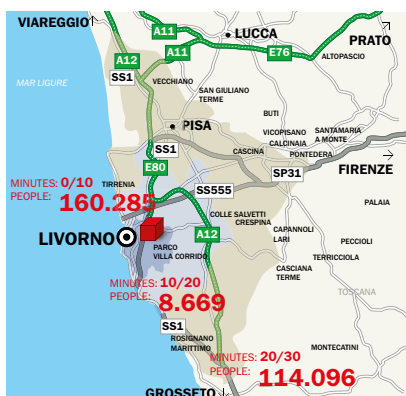 VIAREGGIO
A11
LUCCA
A11
E76
PRATO
ALTOPASCIO
A12
SS1
VECCHIANO
MAR LIGURE
SAN GIULIANO
TERME
BUTI
PISA
VICOPISANO
SANTAMARIA
A MONTE
CALCINAIA
SS1
CASCINA
PONTEDERA
E80
SP31
FIRENZE
MINUTES: 0/10
TIRRENIA
SS555
PEOPLE: 160.285
PALAIA
COLLE SALVETTI
CRESPINA
LIVORNO
A12
CAPANNOLI
LARI
PECCIOLI
PARCO
VILLA CORRIDO
TERRICCIOLA
CASCIANA
TERME
MINUTES: 10/20
PEOPLE: 8.669
TOSCANA
SS1
ROSIGNANO
MARITTIMO
MONTECATINI
MINUTES: 20/30
PEOPLE: 114.096
GROSSETO